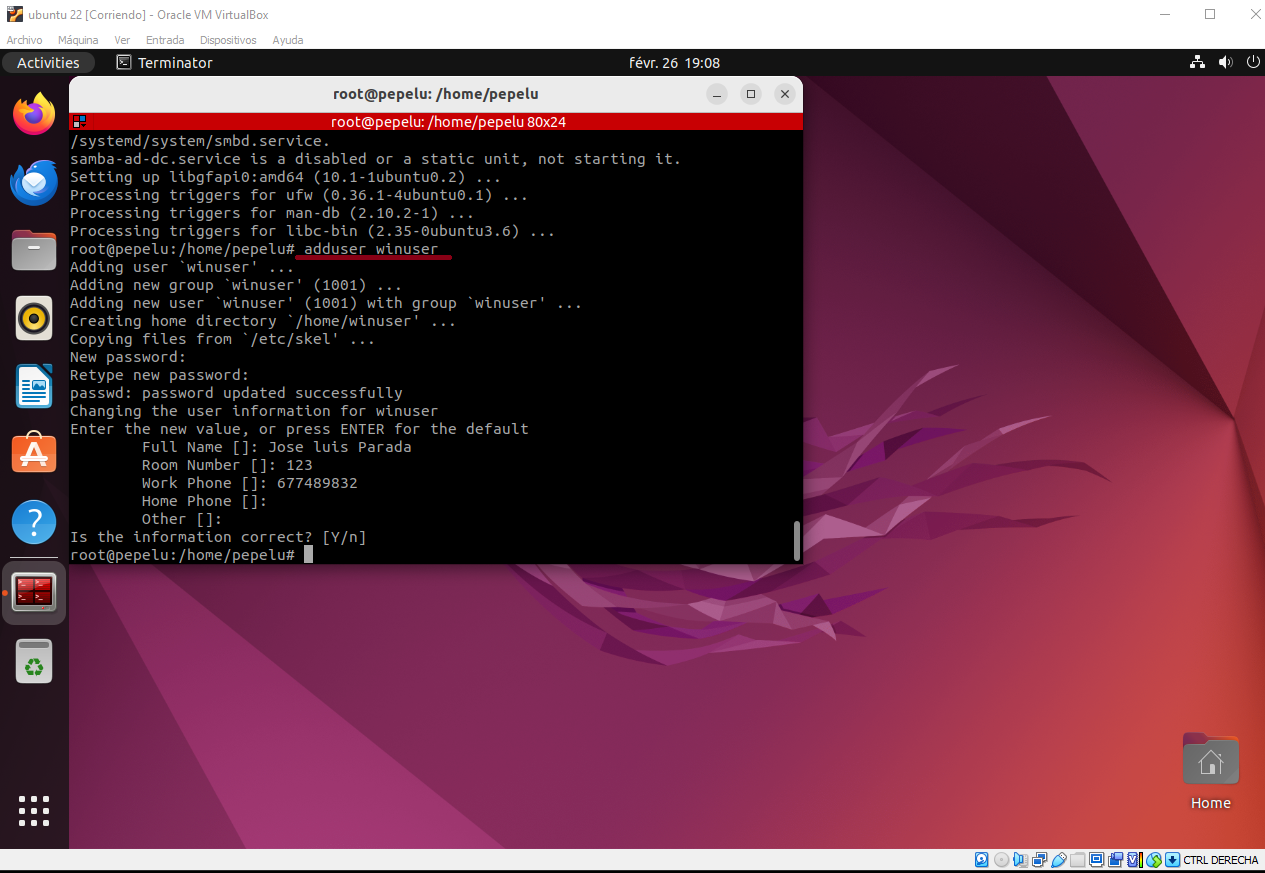 ubuntu 22 [Corriendo] - Oracle VM VirtualBox
Archivo Máquina Ver Entrada Dispositivos Ayuda
Activities Terminator févr. 26 19:08
root@pepelu: /home/pepelu
root@pepelu: /home/pepelu 80x24
/systemd/system/smbd.service.
samba-ad-dc.service is a disabled or a static unit, not starting it.
Setting up libgfapi0:amd64 (10.1-1ubuntu0.2) ...
Processing triggers for ufw (0.36.1-4ubuntu0.1) ...
Processing triggers for man-db (2.10.2-1) ...
Processing triggers for libc-bin (2.35-0ubuntu3.6) ...
root@pepelu:/home/pepelu# adduser winuser
Adding user `winuser' ...
Adding new group `winuser' (1001) ...
Adding new user `winuser' (1001) with group `winuser' ...
Creating home directory `/home/winuser' ...
Copying files from `/etc/skel' ...
New password:
Retype new password:
passwd: password updated successfully
Changing the user information for winuser
Enter the new value, or press ENTER for the default
Full Name []: Jose luis Parada
Room Number []: 123
Work Phone []: 677489832
Home Phone []:
Other []:
Is the information correct? [Y/n]
root@pepelu:/home/pepelu#
Home
CTRL DERECHA